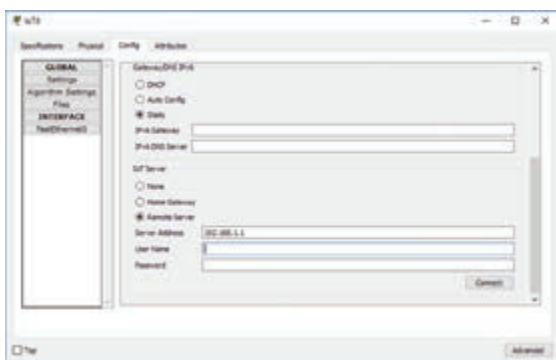 IoT6
Specifications Physical Config Attributes
GLOBAL
Settings
Algorithm Settings
Files
INTERFACE
FastEthernet0
Gateway/DNS IPv6
DHCP
Auto Config
Static
IPv6 Gateway
IPv6 DNS Server
IoT Server
None
Home Gateway
Remote Server
Server Address 192.168.1.1
User Name
Password
Connect
Top
Advanced